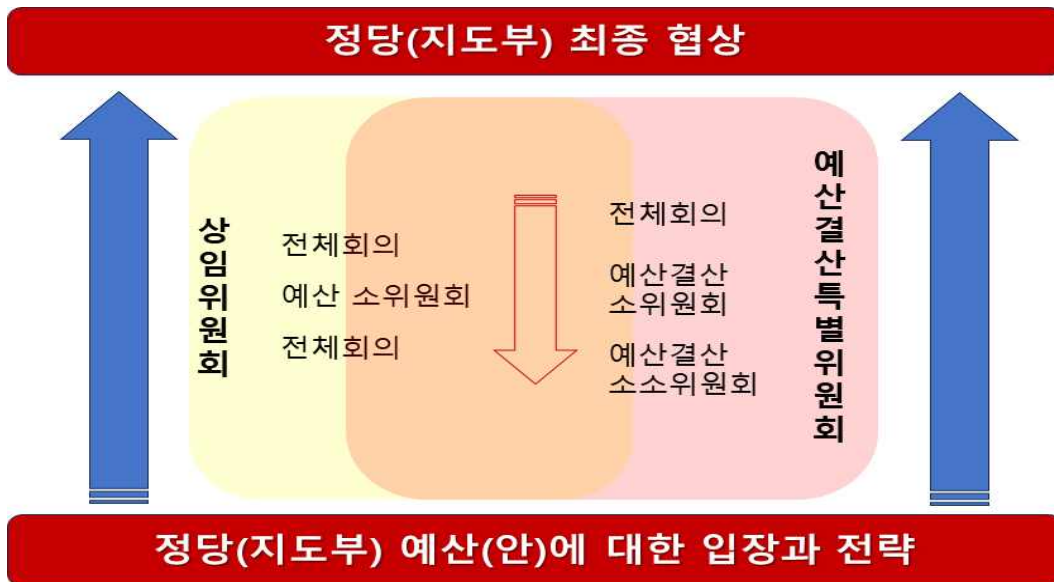 정당(지도부) 최종 협상
상임위원회
전체회의
예산 소위원회
전체회의
전체회의
예산결산
소위원회
예산결산
소소위원회
예산결산특별위원회
정당(지도부) 예산(안)에 대한 입장과 전략